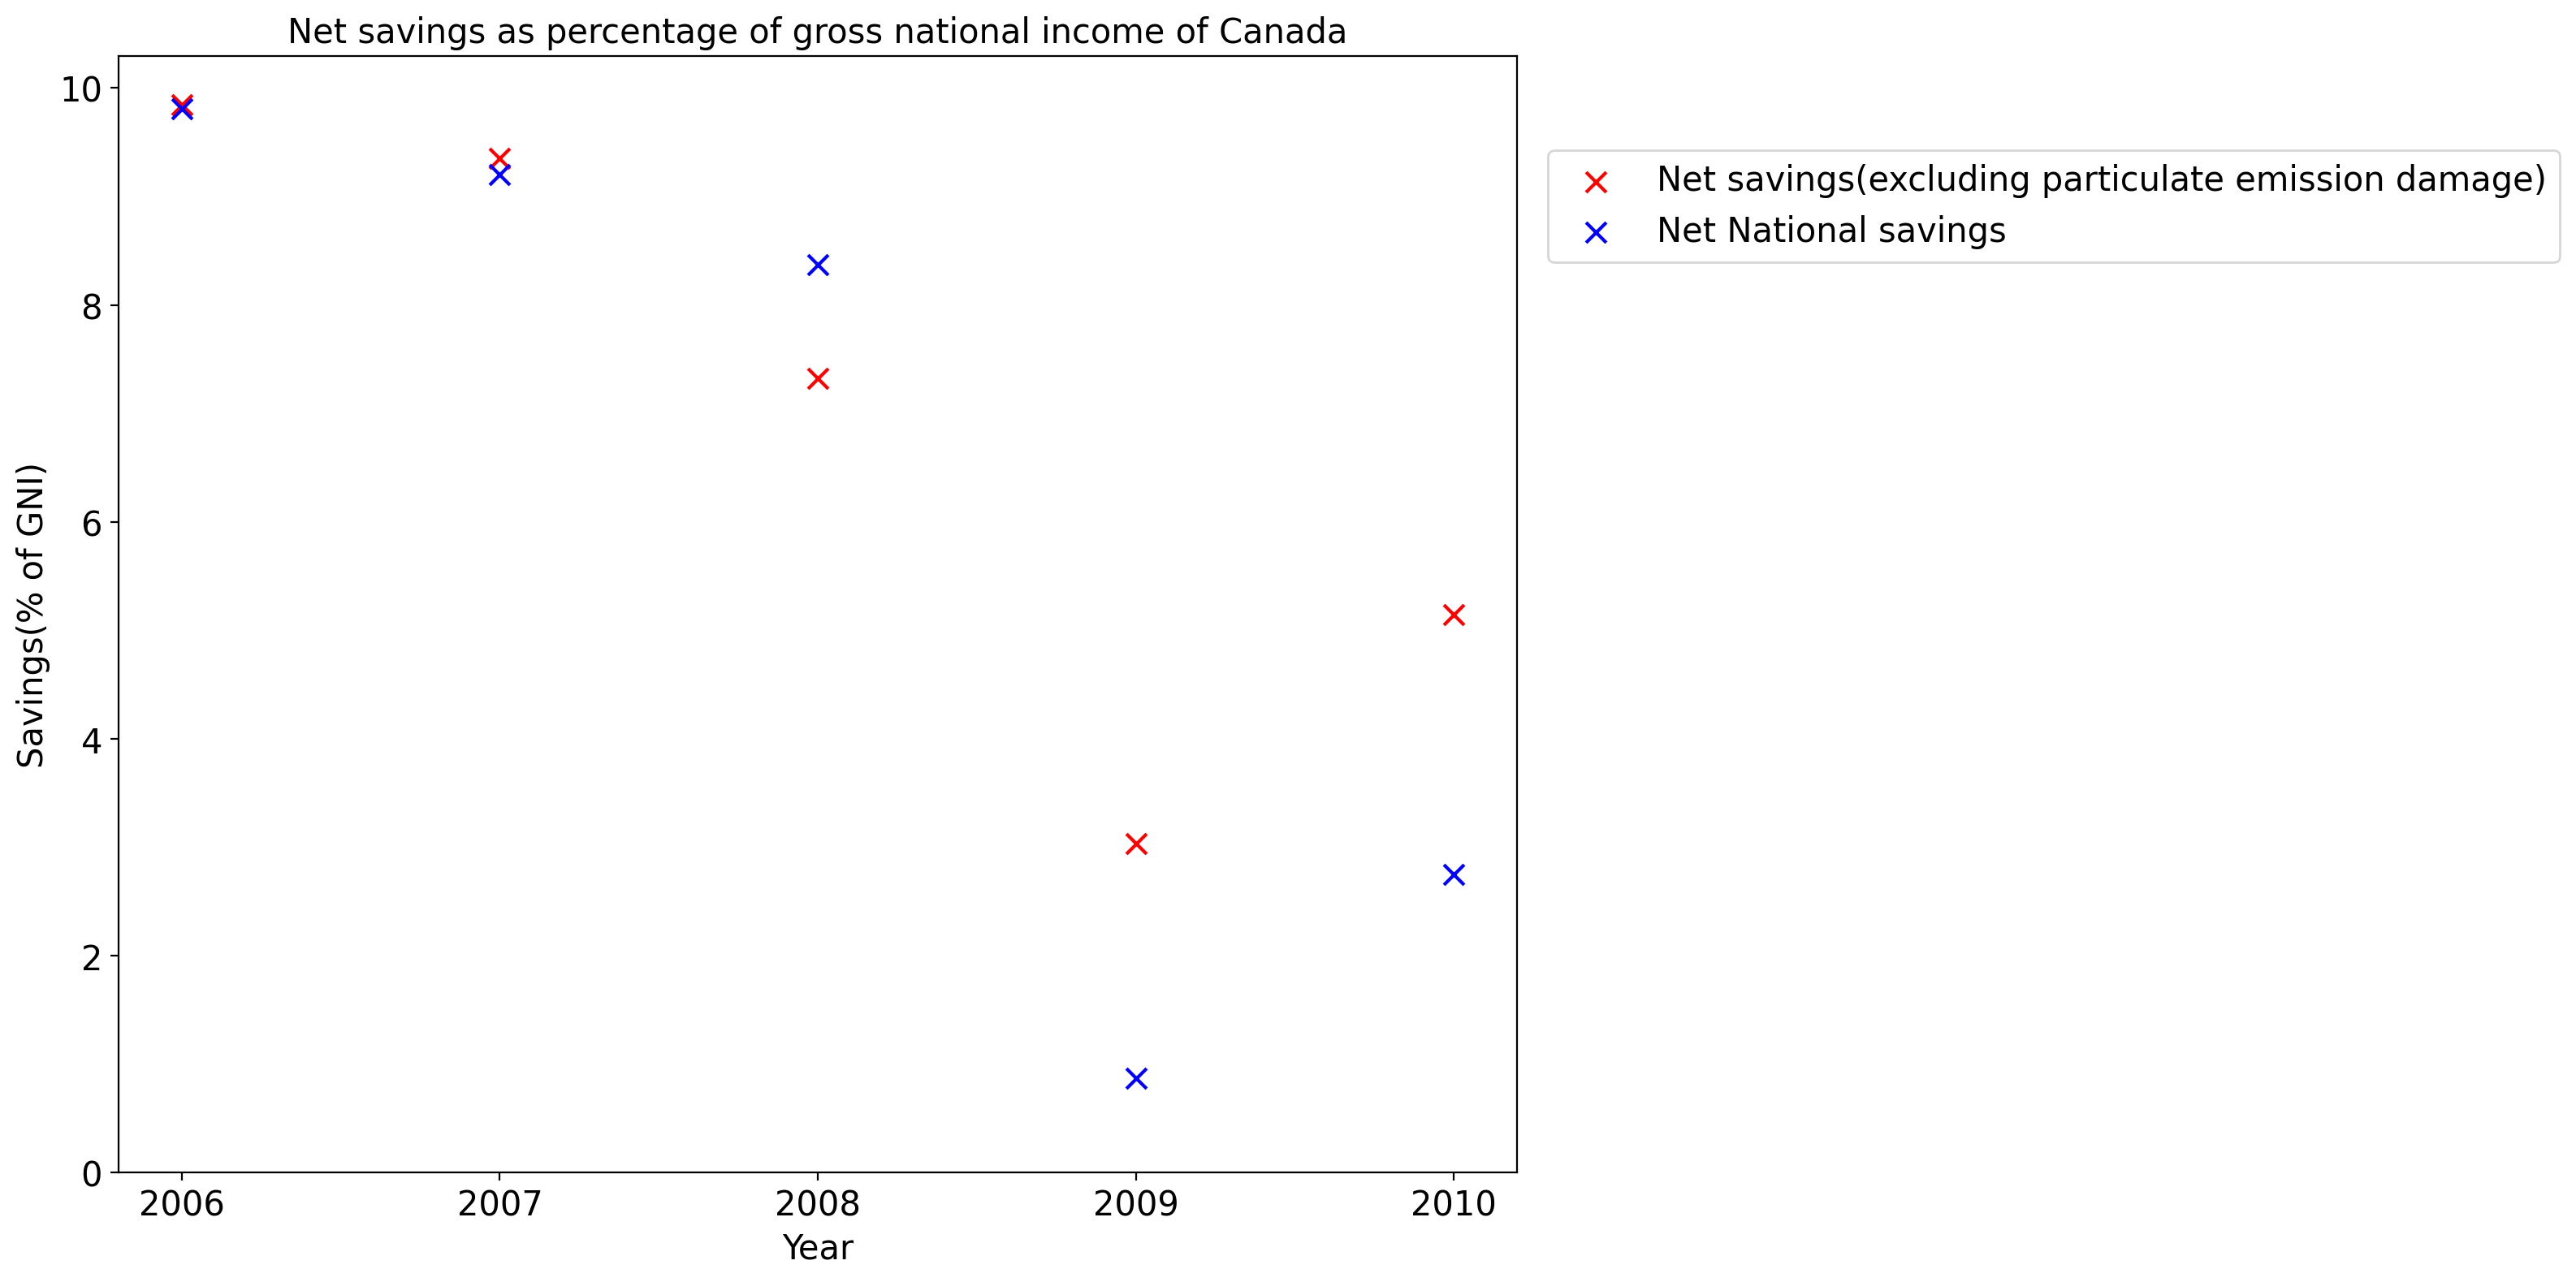 Net savings as percentage of gross national income of Canada
10
8
6
4
2
0
Savings(% of GNI)
2006 2007 2008 2009 2010
Year
Net savings(excluding particulate emission damage)
Net National savings